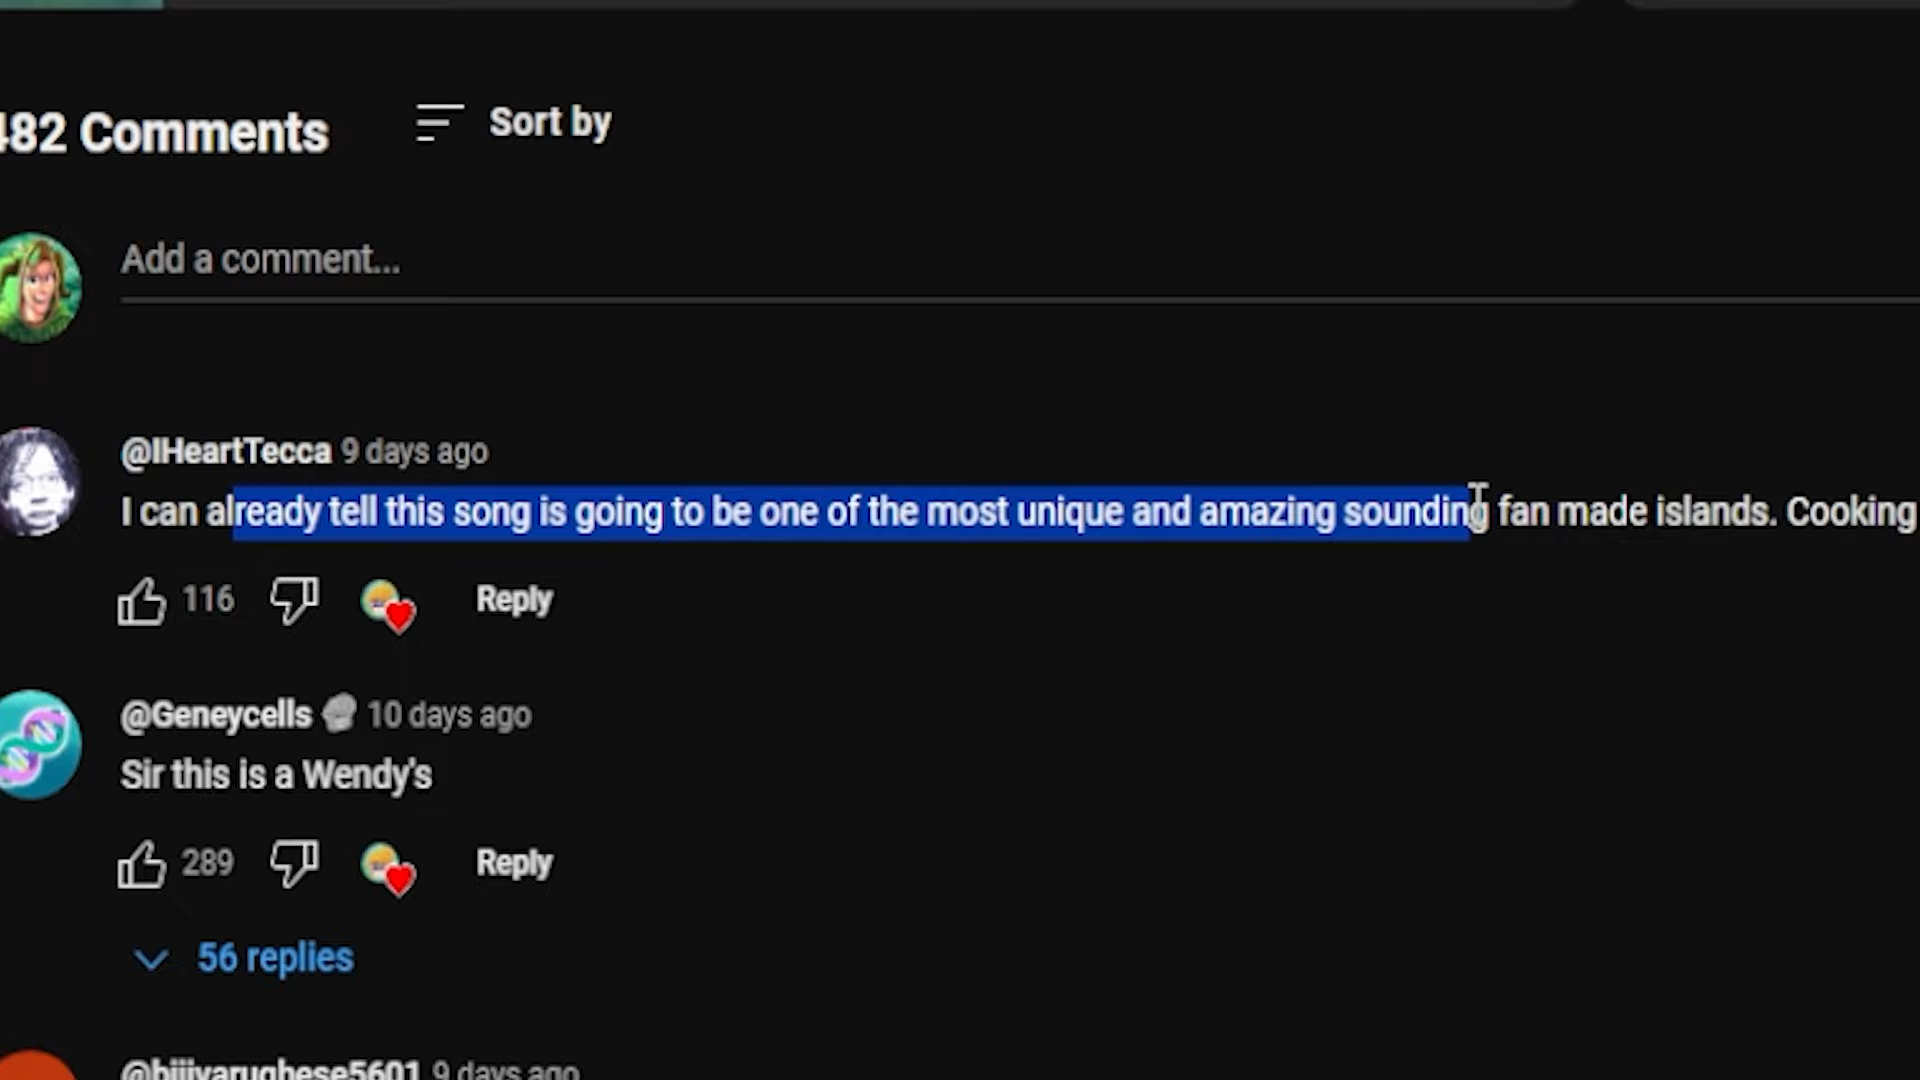 482 Comments
Sort by
Add a comment...
@IHeartTecca 9 days ago
I can already tell this song is going to be one of the most unique and amazing sounding fan made islands. Cooking
116
Reply
@Geneycells 10 days ago
Sir this is a Wendy's
289
Reply
56 replies
@bijiyarughese5601 9 days ago